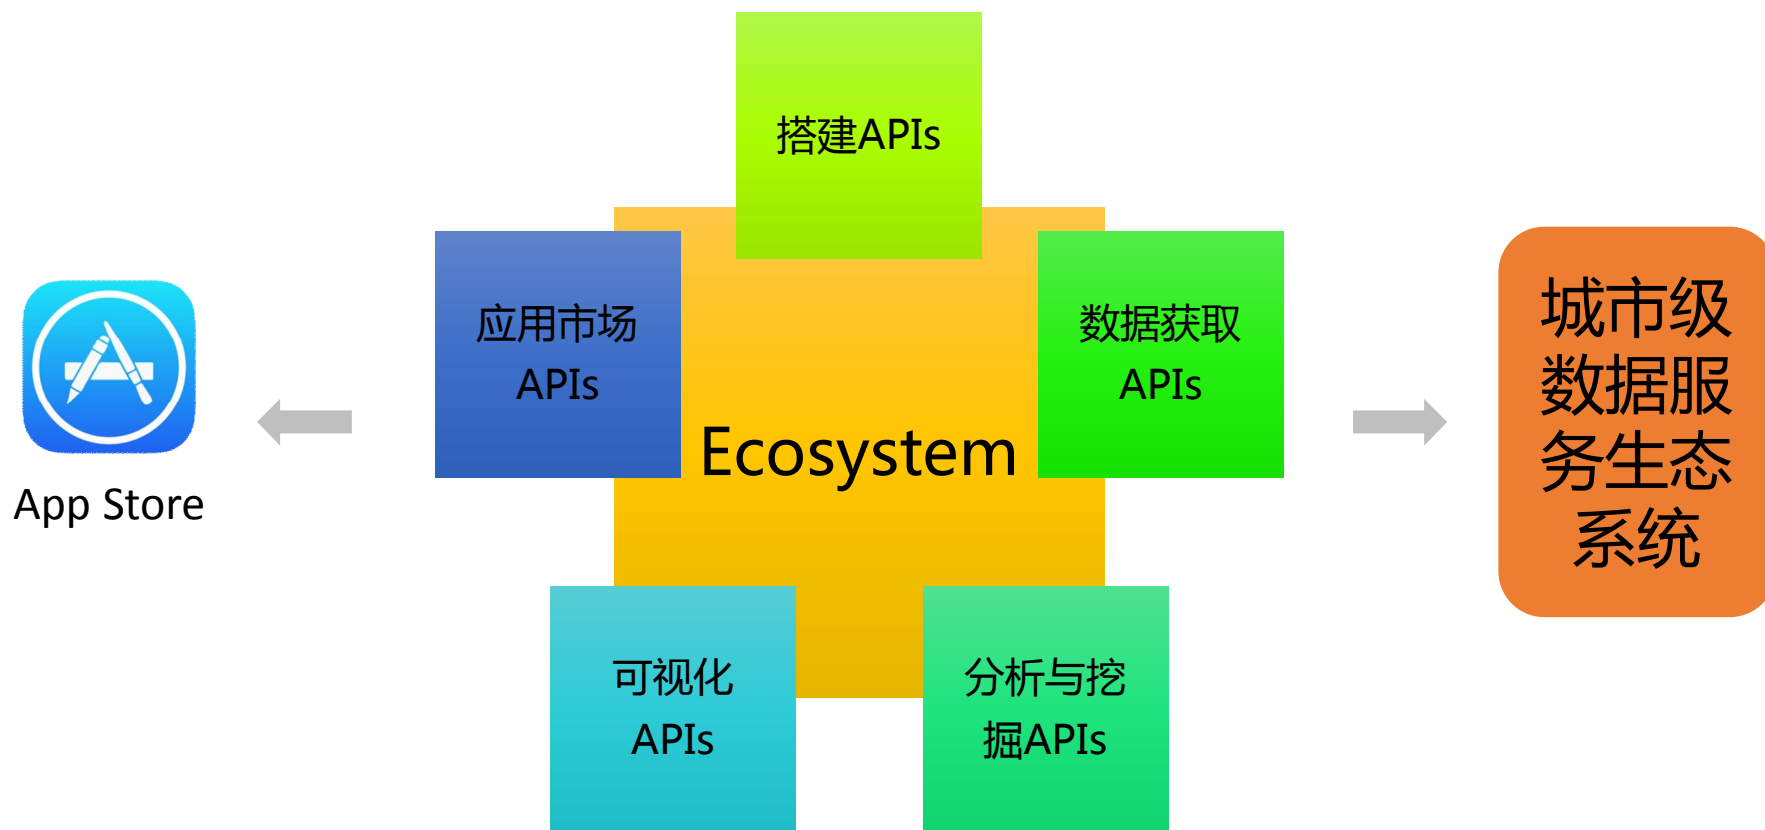 搭建APIs
应用市场
APIs
数据获取
APIs
Ecosystem
可视化
APIs
分析与挖
掘APIs
App Store
城市级
数据服
务生态
系统